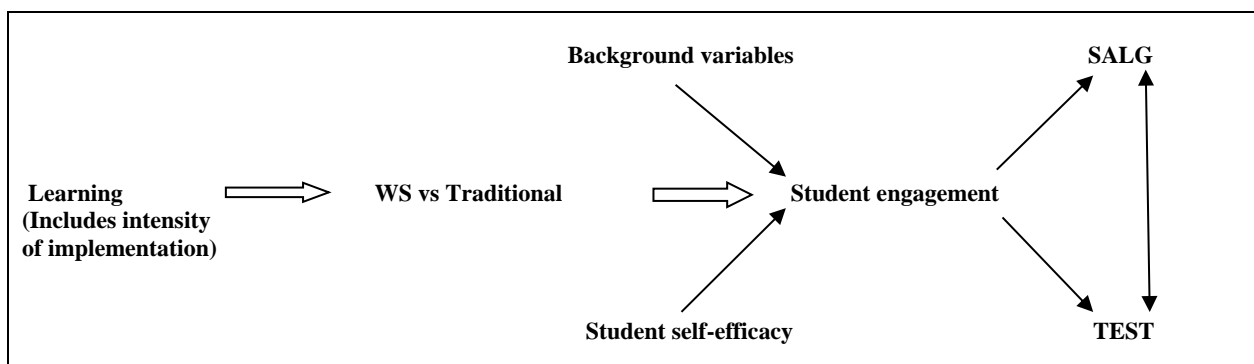 Background variables
SALG
Learning
(Includes intensity
of implementation)
WS vs Traditional
Student engagement
Student self-efficacy
TEST